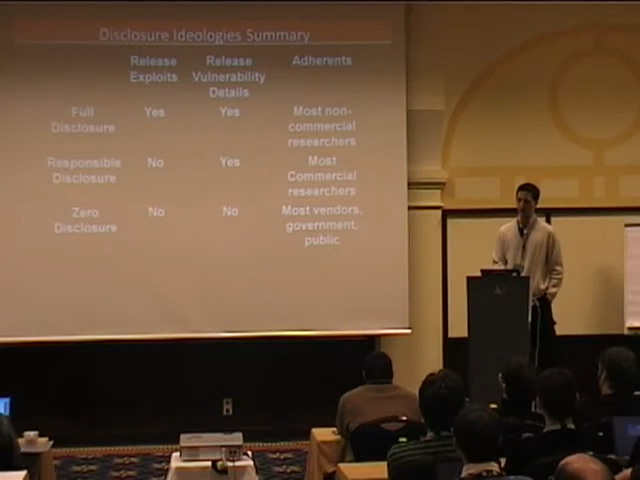 Disclosure Ideologies Summary
Release Exploits
Release Vulnerability Details
Adherents
Full Disclosure
Yes
Yes
Most non-commercial researchers
Responsible Disclosure
No
Yes
Most Commercial researchers
Zero Disclosure
No
No
Most vendors, government, public